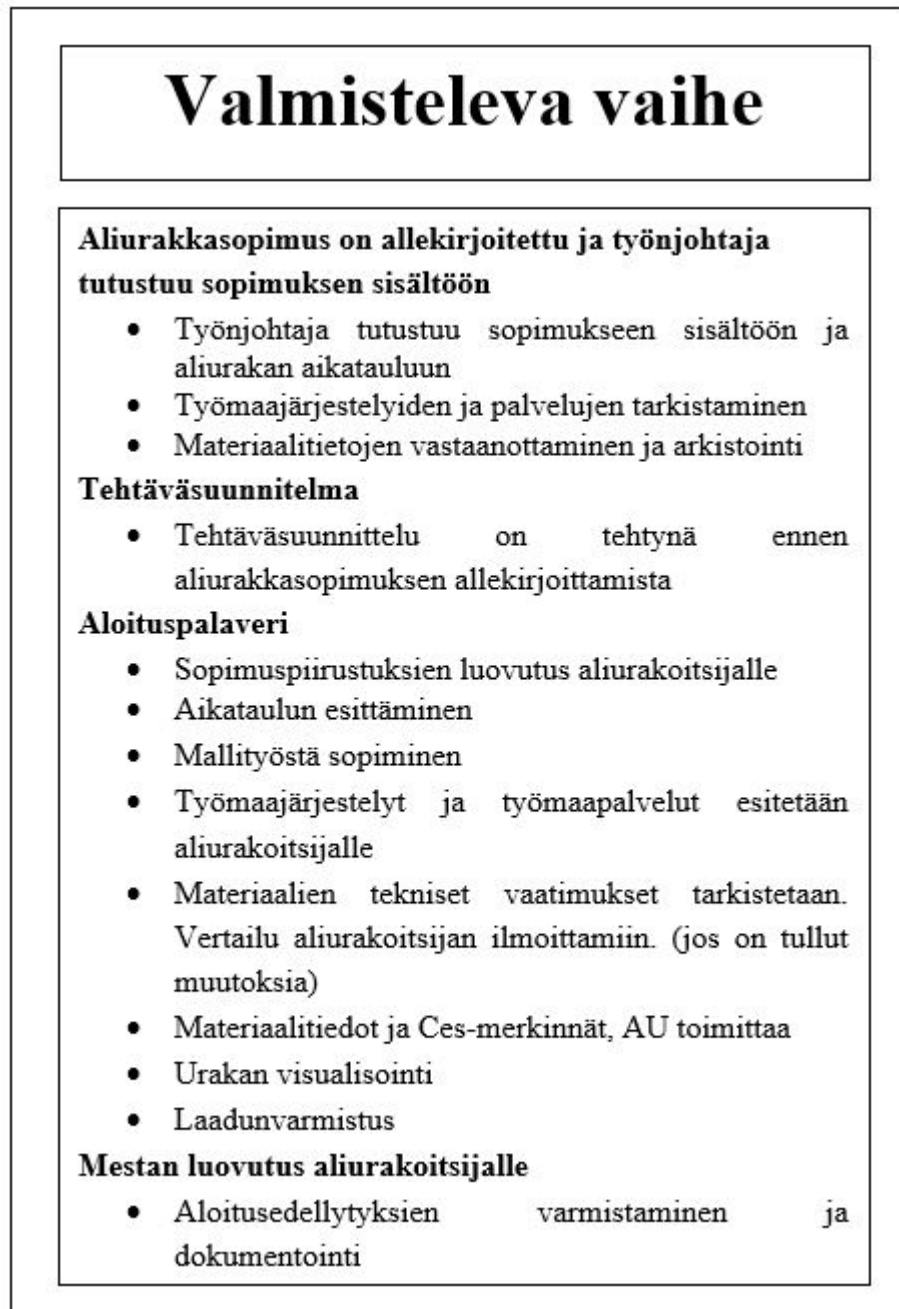 Valmisteleva vaihe
Aliurakkasopimus on allekirjoitettu ja työnjohtaja
tutustuu sopimuksen sisältöön
• Työnjohtaja tutustuu sopimukseen sisältöön ja
aliurakan aikatauluun
• Työmaajärjestelyiden ja palvelujen tarkistaminen
• Materiaalitietojen vastaanottaminen ja arkistointi
Tehtäväsuunnitelma
• Tehtäväsuunnittelu on tehtynä ennen
aliurakkasopimuksen allekirjoittamista
Aloituspalaveri
• Sopimuspiirustuksien luovutus aliurakoitsijalle
• Aikataulun esittäminen
• Mallityöstä sopiminen
• Työmaajärjestelyt ja työmaapalvelut esitetään
aliurakoitsijalle
• Materiaalien tekniset vaatimukset tarkistetaan.
Vertailu aliurakoitsijan ilmoittamiin. (jos on tullut
muutoksia)
• Materiaalitiedot ja Ces-merkinnät, AU toimittaa
• Urakan visualisointi
• Laadunvarmistus
Mestan luovutus aliurakoitsijalle
• Aloitusedellytyksien varmistaminen ja
dokumentointi